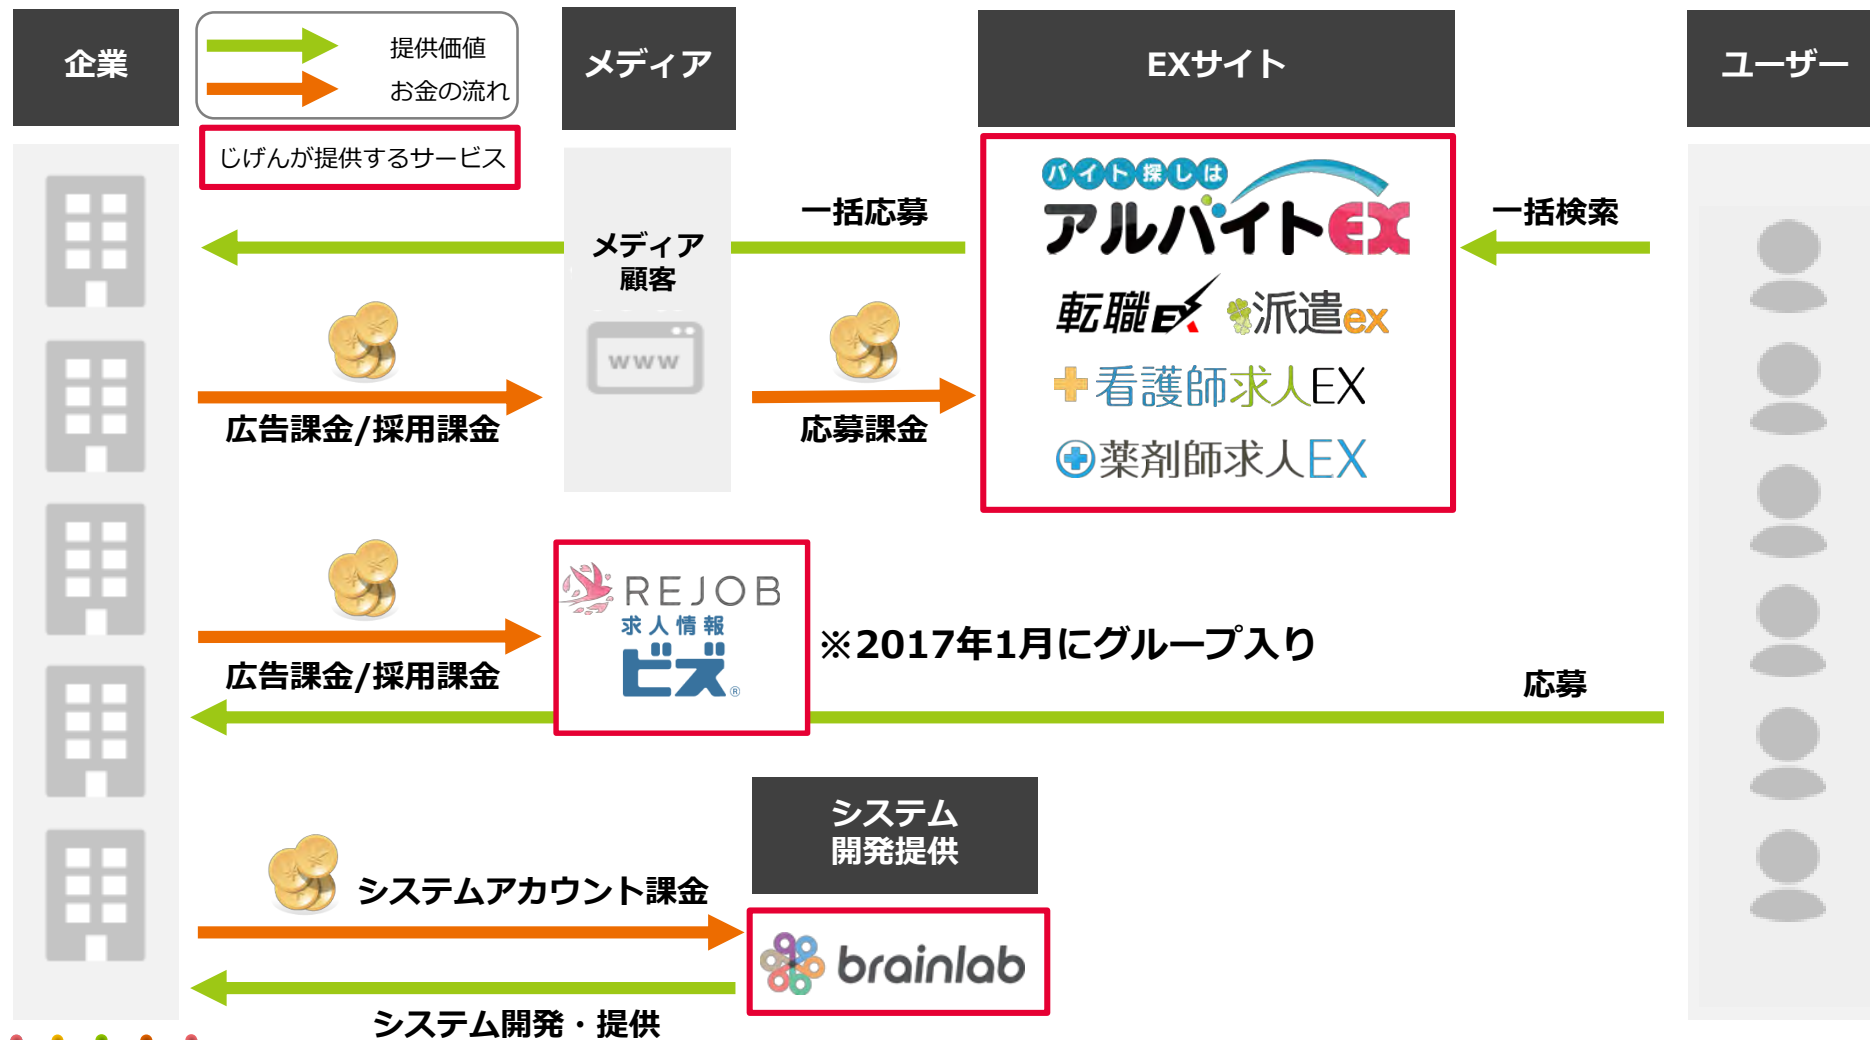 企業
提供価値
お金の流れ
じげんが提供するサービス
メディア
EXサイト
ユーザー
バイト探しは
アルバイトEX
転職EX
派遣ex
看護師求人EX
薬剤師求人EX
一括応募
一括検索
メディア
顧客
www
広告課金/採用課金
応募課金
REJOB
求人情報
ビズ®
※2017年1月にグループ入り
広告課金/採用課金
応募
システム
開発提供
システムアカウント課金
brainlab
システム開発・提供